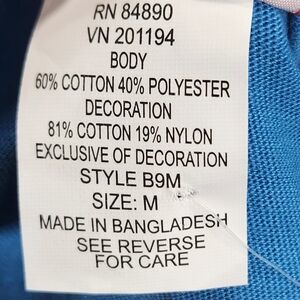 RN 84890
VN 201194
BODY
60% COTTON 40% POLYESTER
DECORATION
81% COTTON 19% NYLON
EXCLUSIVE OF DECORATION
STYLE B9M
SIZE: M
MADE IN BANGLADESH
SEE REVERSE
FOR CARE